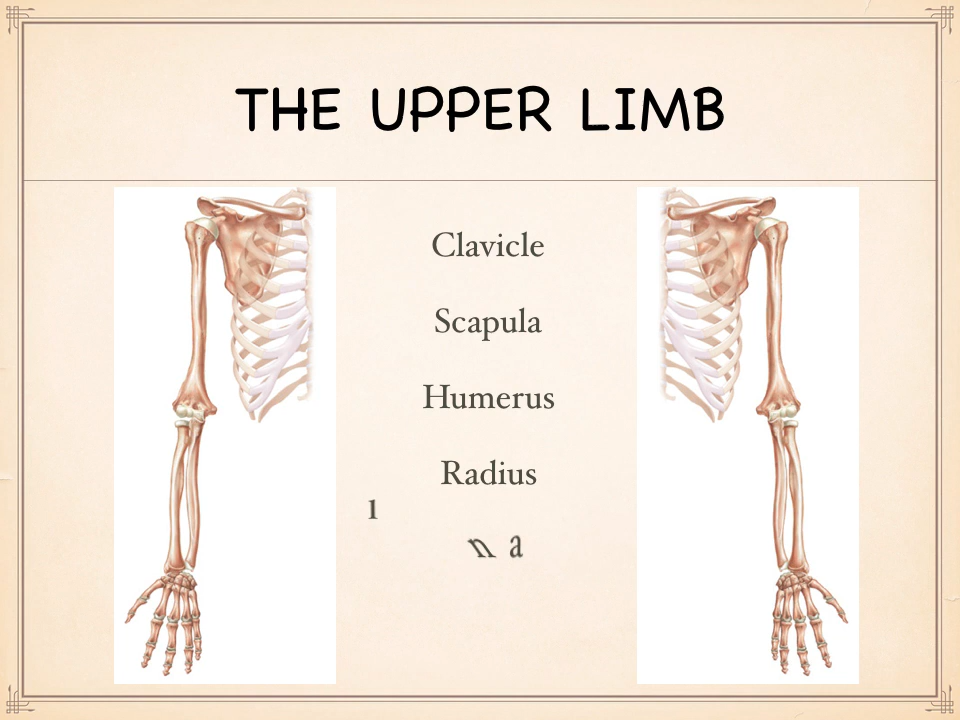 THE UPPER LIMB
Clavicle
Scapula
Humerus
Radius